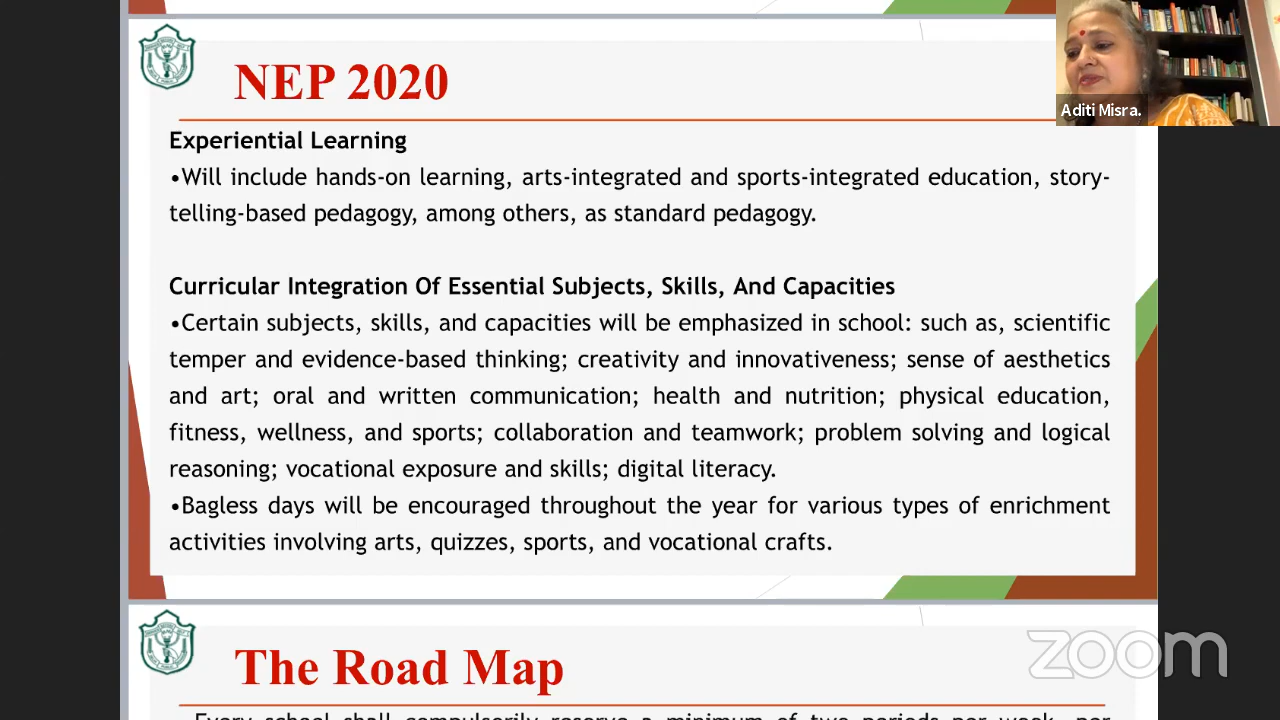 Aditi Misra.
NEP 2020
Experiential Learning
•Will include hands-on learning, arts-integrated and sports-integrated education, story-
telling-based pedagogy, among others, as standard pedagogy.
Curricular Integration Of Essential Subjects, Skills, And Capacities
•Certain subjects, skills, and capacities will be emphasized in school: such as, scientific
temper and evidence-based thinking; creativity and innovativeness; sense of aesthetics
and art; oral and written communication; health and nutrition; physical education,
fitness, wellness, and sports; collaboration and teamwork; problem solving and logical
reasoning; vocational exposure and skills; digital literacy.
•Bagless days will be encouraged throughout the year for various types of enrichment
activities involving arts, quizzes, sports, and vocational crafts.
The Road Map
Every school shall compulsorily reserve a minimum of two periods per week, per
zoom